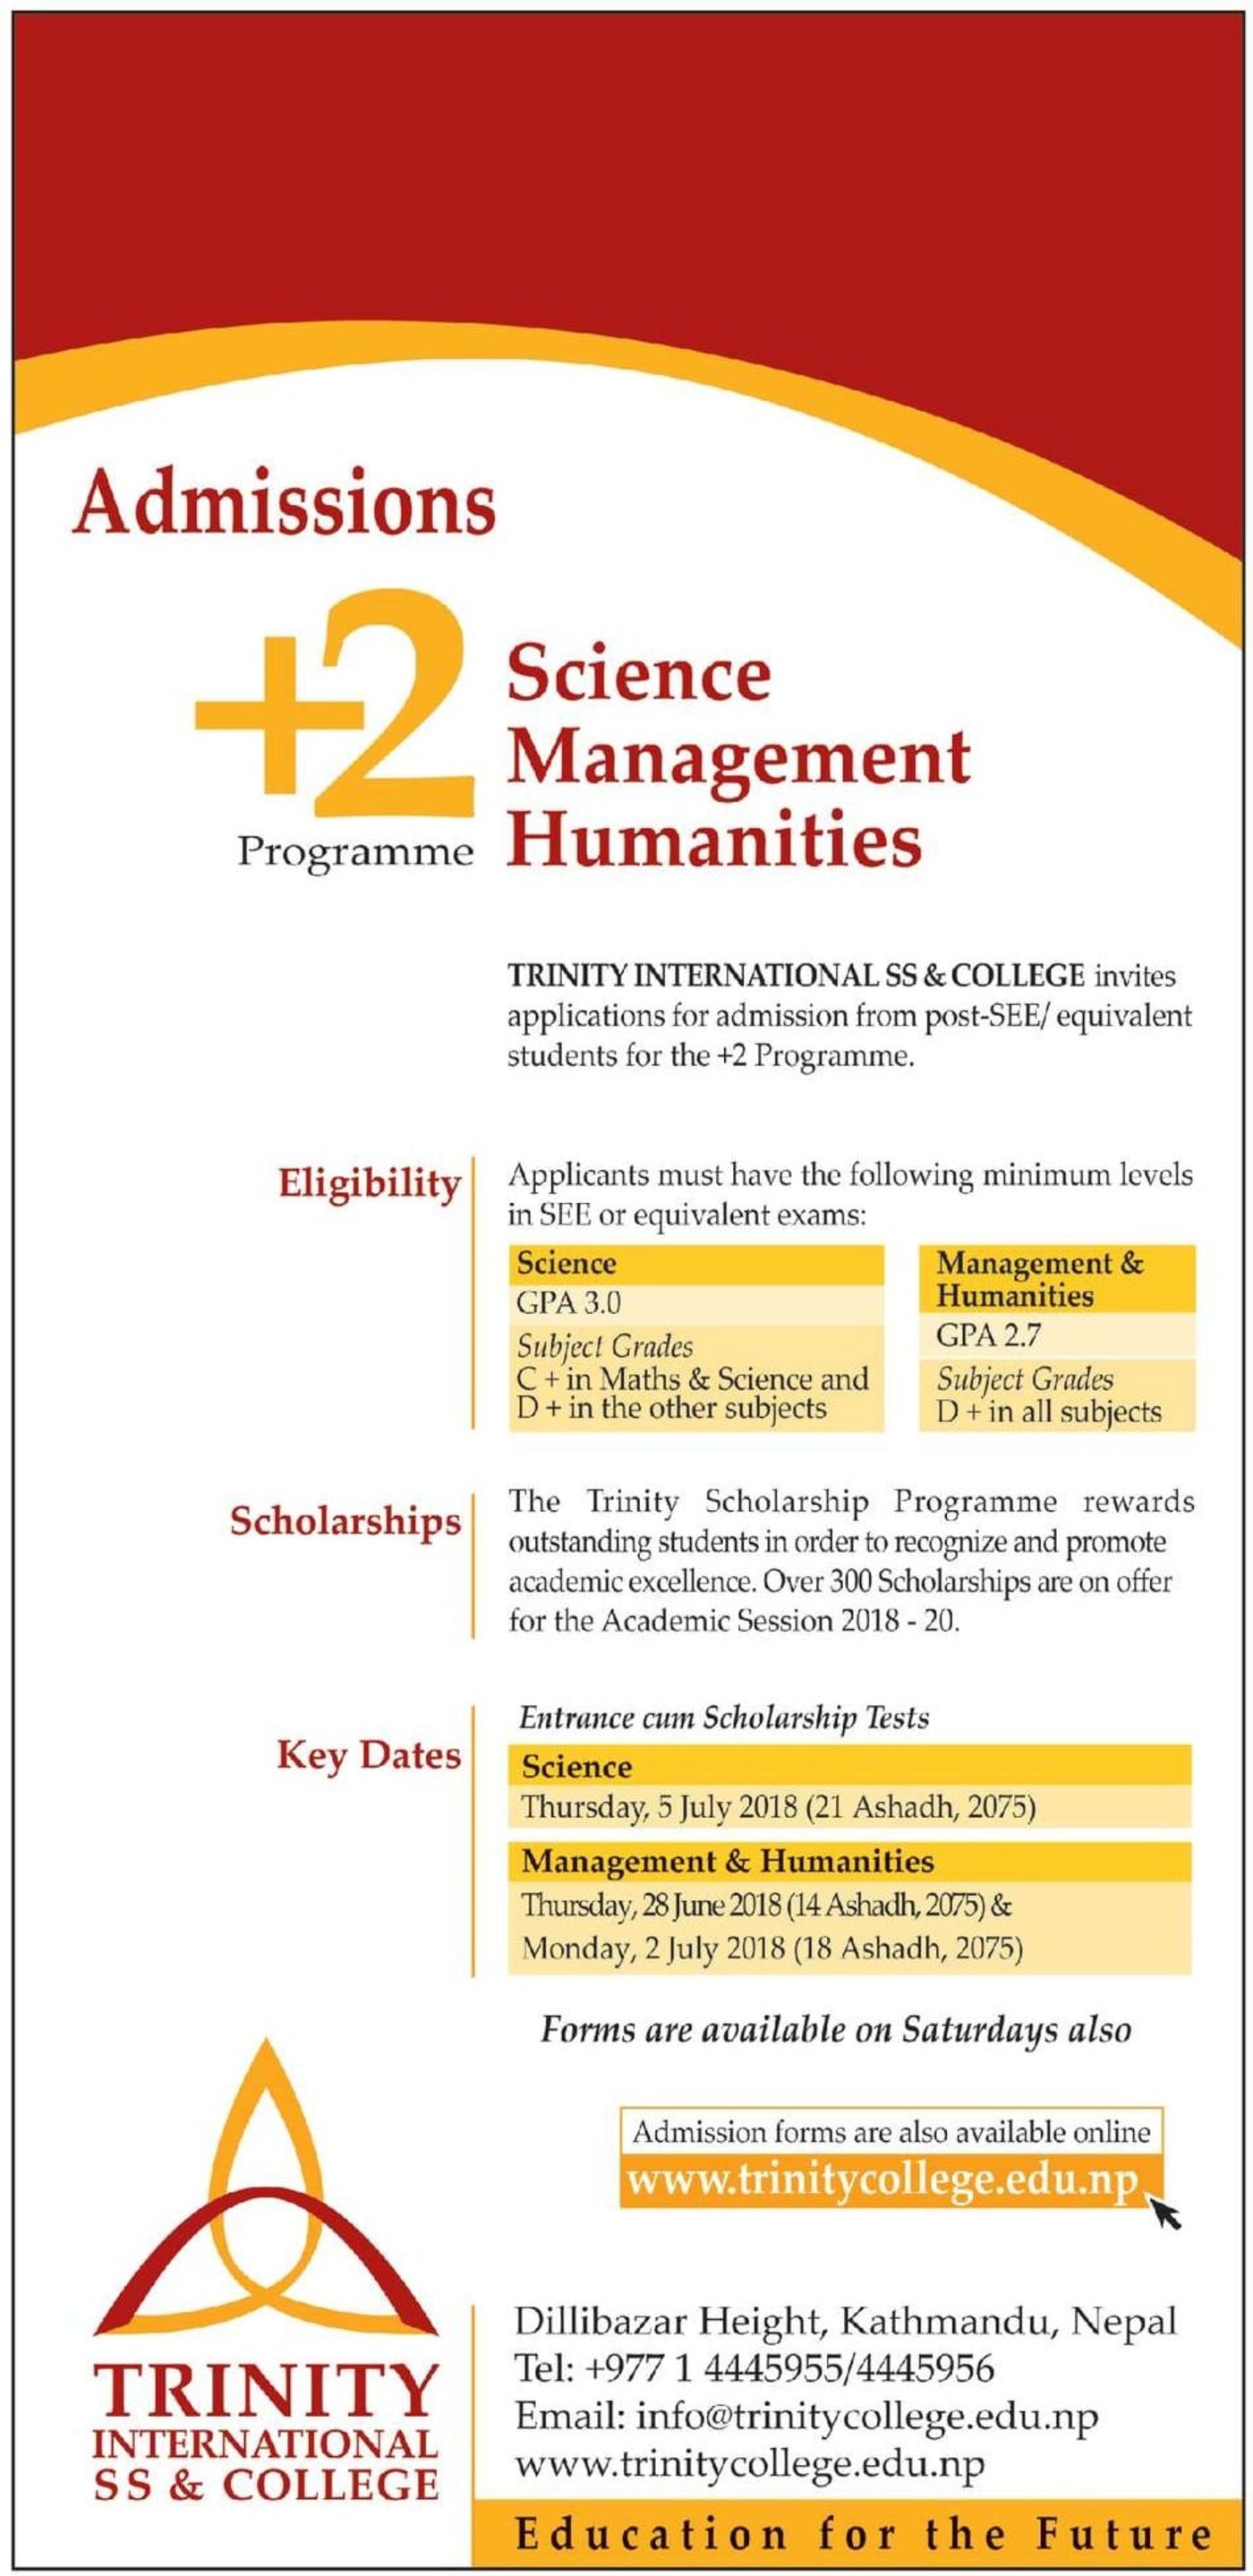 Admissions
+2
Programme
Science
Management
Humanities
TRINITY INTERNATIONAL SS & COLLEGE invites
applications for admission from post-SEE/ equivalent
students for the +2 Programme.
Eligibility
Applicants must have the following minimum levels
in SEE or equivalent exams:
Science
GPA 3.0
Subject Grades
C + in Maths & Science and
D + in the other subjects
Management &
Humanities
GPA 2.7
Subject Grades
D + in all subjects
Scholarships
The Trinity Scholarship Programme rewards
outstanding students in order to recognize and promote
academic excellence. Over 300 Scholarships are on offer
for the Academic Session 2018 - 20.
Key Dates
Entrance cum Scholarship Tests
Science
Thursday, 5 July 2018 (21 Ashadh, 2075)
Management & Humanities
Thursday, 28 June 2018 (14 Ashadh, 2075) &
Monday, 2 July 2018 (18 Ashadh, 2075)
Forms are available on Saturdays also
Admission forms are also available online
www.trinitycollege.edu.np
TRINITY
INTERNATIONAL
SS & COLLEGE
Dillibazar Height, Kathmandu, Nepal
Tel: +977 1 4445955/4445956
Email: info@trinitycollege.edu.np
www.trinitycollege.edu.np
Education for the Future